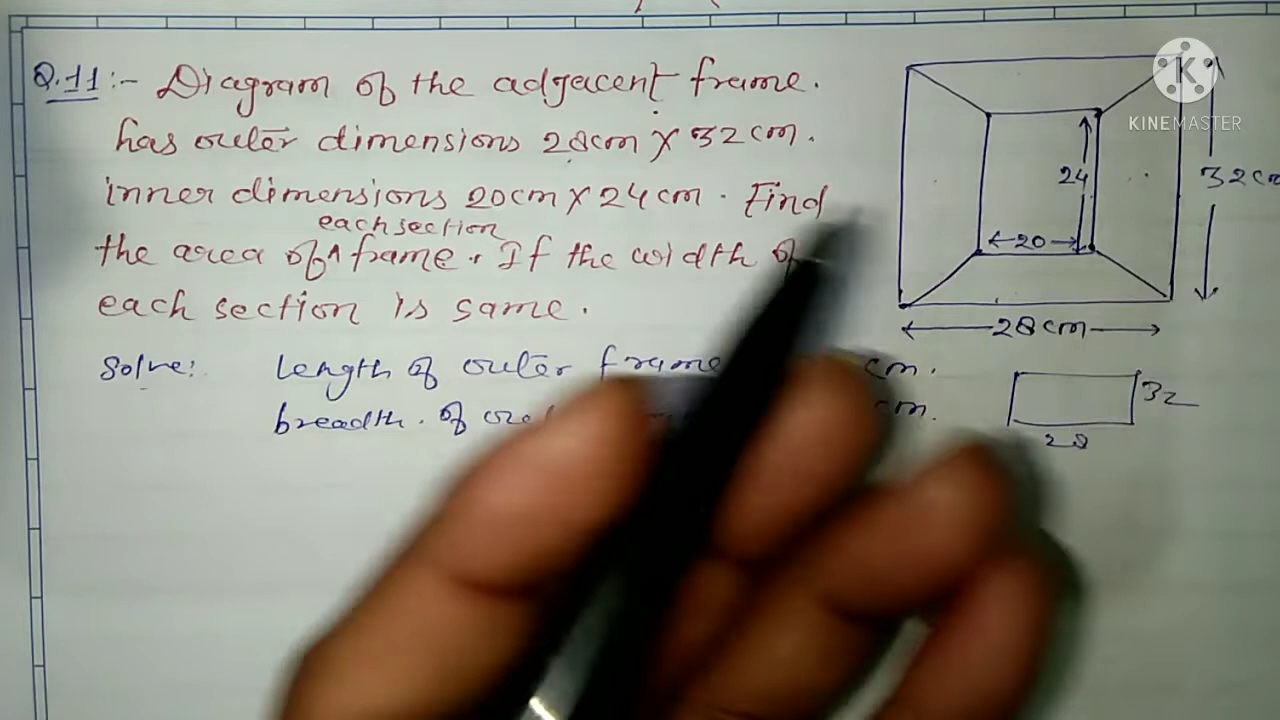 Q.11:- Diagram of the adjacent frame.
has outer dimensions 28cm x 32cm.
inner dimensions 20cm x 24cm. Find
each section
the area of ^ frame. If the width of
each section is same.
Solve: Length of outer frame cm.
breadth. of cm.
24
20
32cm
28cm
32
28
K
KINEMASTER